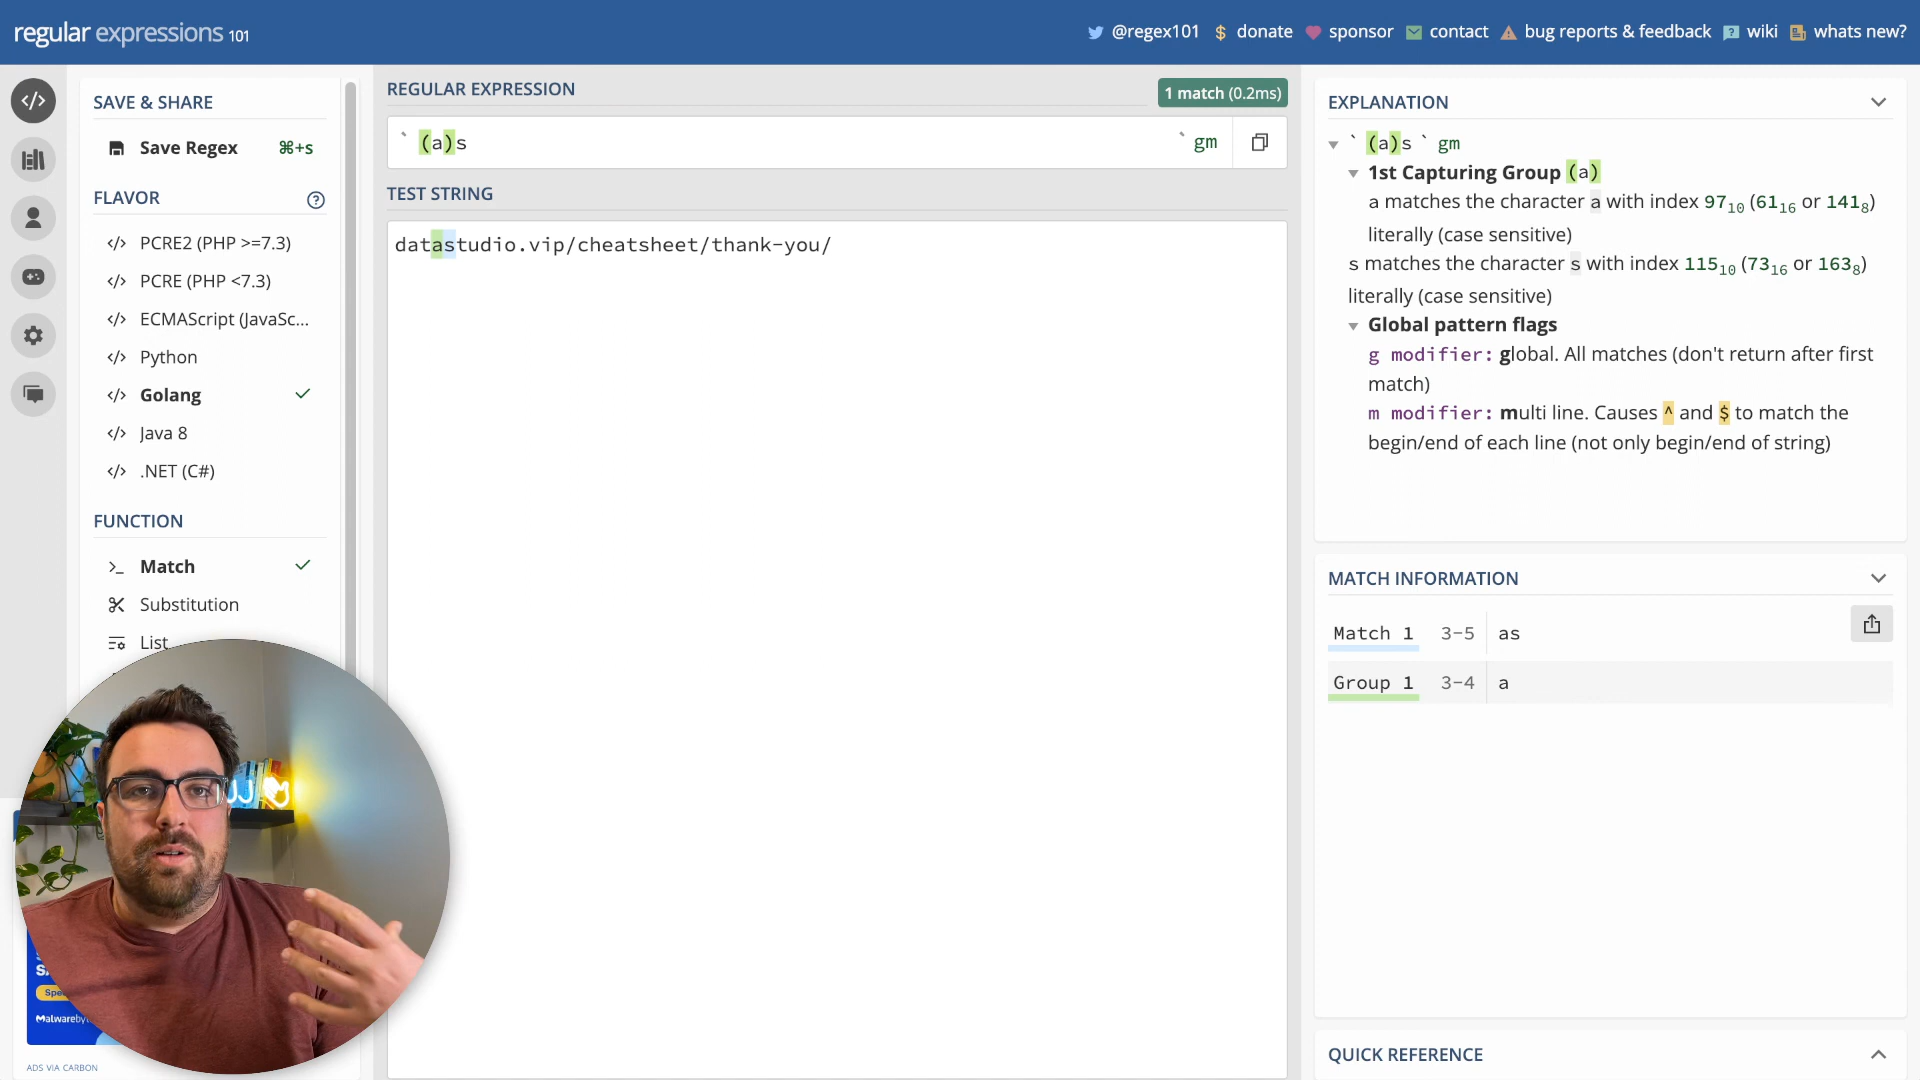 regular expressions 101
@regex101
$ donate
sponsor
contact
bug reports & feedback
wiki
whats new?
SAVE & SHARE
Save Regex ⌘+s
FLAVOR
</> PCRE2 (PHP >=7.3)
</> PCRE (PHP <7.3)
</> ECMAScript (JavaSc...
</> Python
</> Golang
</> Java 8
</> .NET (C#)
FUNCTION
>_ Match
Substitution
List
Malwareby
ADS VIA CARBON
REGULAR EXPRESSION
1 match (0.2ms)
` (a)s ` gm
TEST STRING
datastudio.vip/cheatsheet/thank-you/
EXPLANATION
` (a)s ` gm
1st Capturing Group (a)
a matches the character a with index 97₁₀ (61₁₆ or 141₈)
literally (case sensitive)
s matches the character s with index 115₁₀ (73₁₆ or 163₈)
literally (case sensitive)
Global pattern flags
g modifier: global. All matches (don't return after first
match)
m modifier: multi line. Causes ^ and $ to match the
begin/end of each line (not only begin/end of string)
MATCH INFORMATION
Match 1 3-5 as
Group 1 3-4 a
QUICK REFERENCE